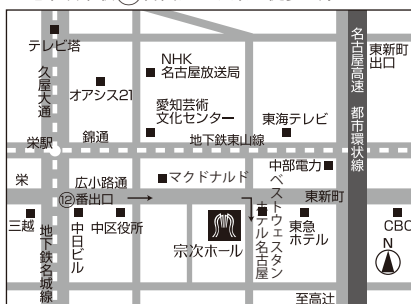 テレビ塔
久屋大通
NHK
名古屋放送局
オアシス21
愛知芸術
文化センター
東海テレビ
名古屋高速 都市環状線
東新町
出口
栄駅
錦通
地下鉄東山線
栄
広小路通
マクドナルド
中部電力
東新町
⑫番出口
三越
地下鉄名城線
中日ビル
中区役所
宗次ホール
ベストウェスタン
ホテル名古屋
東急
ホテル
CBC
N
至高辻